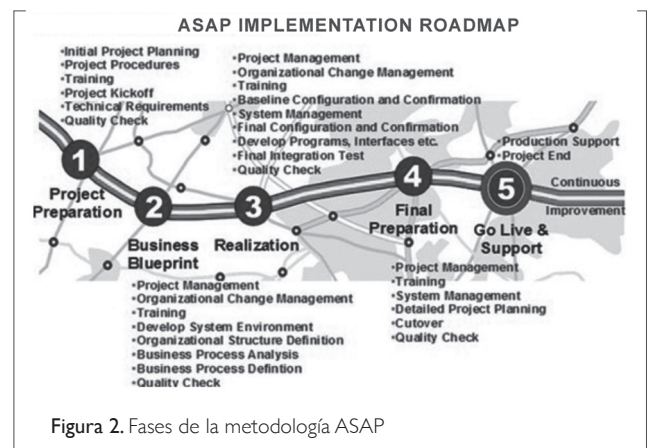 ASAP IMPLEMENTATION ROADMAP
•Initial Project Planning
•Project Procedures
•Training
•Project Kickoff
•Technical Requirements
•Quality Check
•Project Management
•Organizational Change Management
•Training
•Baseline Configuration and Confirmation
•System Management
•Final Configuration and Confirmation
•Develop Programs, Interfaces etc.
•Final Integration Test
•Quality Check
•Production Support
•Project End
1
Project
Preparation
2
Business
Blueprint
3
Realization
4
Final
Preparation
5
Go Live &
Support
Continuous
Improvement
•Project Management
•Organizational Change Management
•Training
•Develop System Environment
•Organizational Structure Definition
•Business Process Analysis
•Business Process Defintion
•Quality Check
•Project Management
•Training
•System Management
•Detailed Project Planning
•Cutover
•Quality Check
Figura 2. Fases de la metodología ASAP